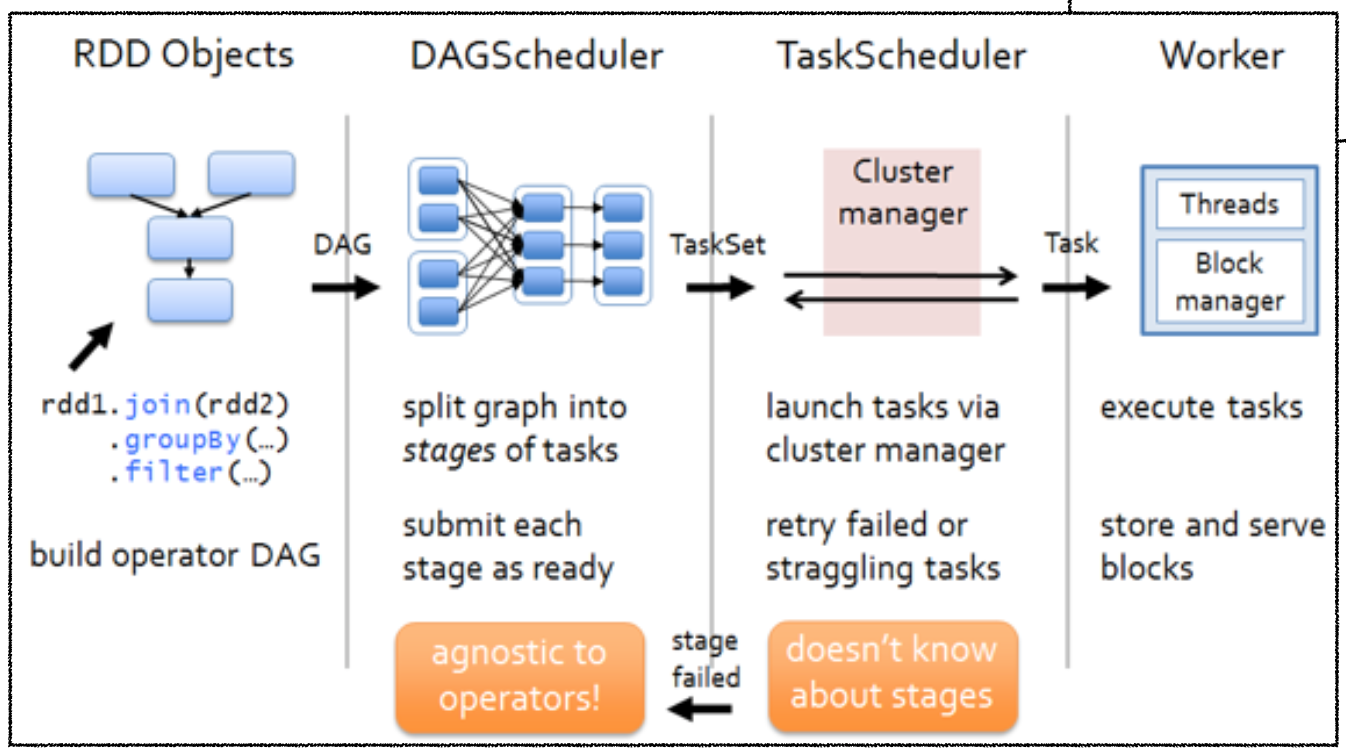 RDD Objects
DAGScheduler
TaskScheduler
Worker
DAG
TaskSet
Cluster
manager
Task
Threads
Block
manager
rdd1.join(rdd2)
.groupBy(…)
.filter(…)
build operator DAG
split graph into
stages of tasks
submit each
stage as ready
launch tasks via
cluster manager
retry failed or
straggling tasks
execute tasks
store and serve
blocks
agnostic to
operators!
stage
failed
doesn't know
about stages